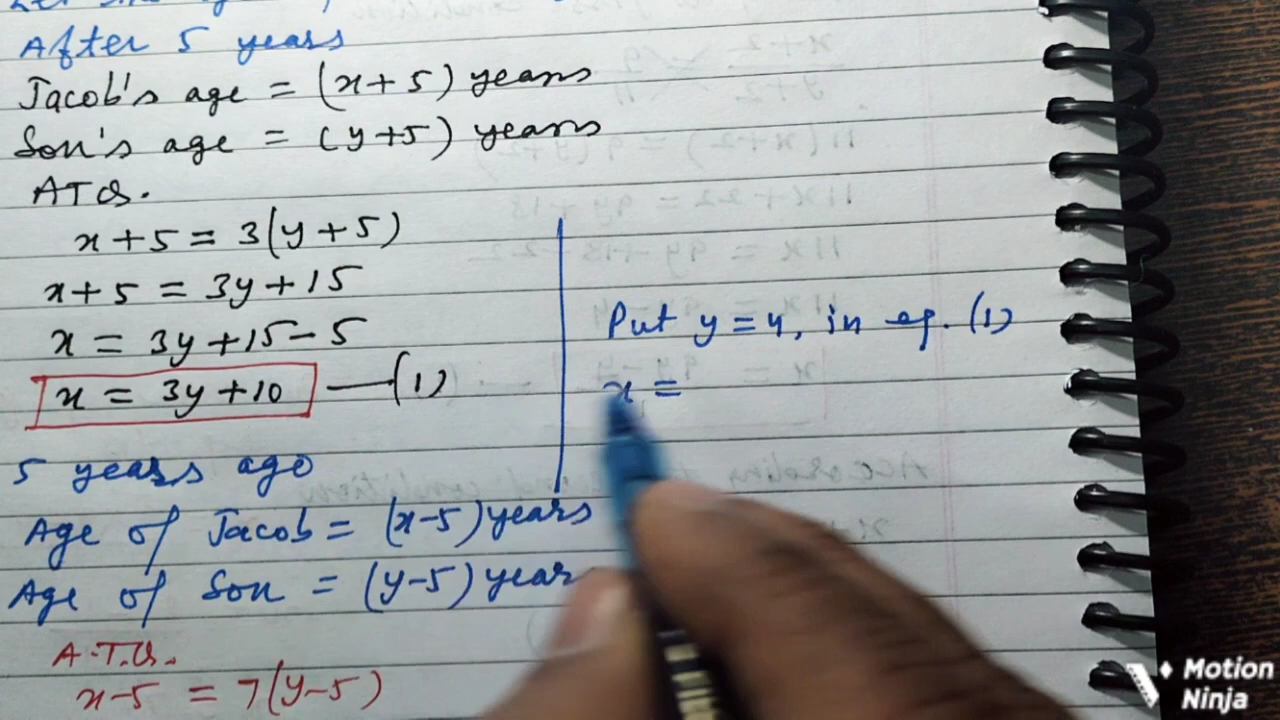 After 5 years
Jacob's age = (x+5) years
Son's age = (y+5) years
ATQ.
x+5 = 3(y+5)
x+5 = 3y+15
x = 3y+15-5
x = 3y+10 —(1)
5 years ago
Age of Jacob = (x-5) years
Age of Son = (y-5) year
A.T.Q.
x-5 = 7(y-5)
Put y=4, in eq. (1)
x =
Motion
Ninja